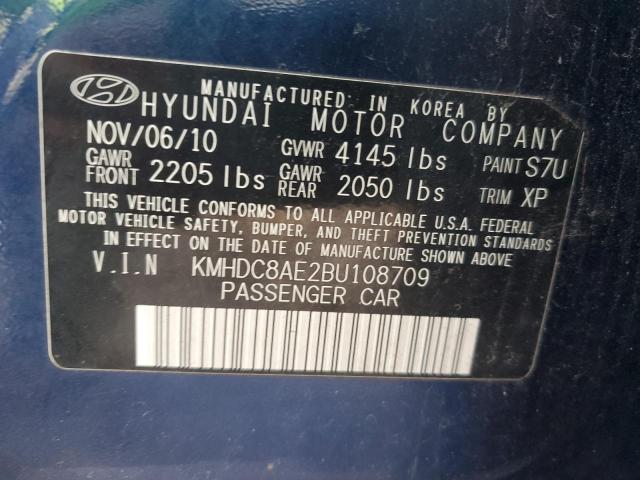 MANUFACTURED IN KOREA BY
HYUNDAI MOTOR COMPANY
NOV/06/10 GVWR 4145 lbs PAINT S7U
GAWR FRONT 2205 lbs GAWR REAR 2050 lbs TRIM XP
THIS VEHICLE CONFORMS TO ALL APPLICABLE U.S.A. FEDERAL
MOTOR VEHICLE SAFETY, BUMPER, AND THEFT PREVENTION STANDARDS
IN EFFECT ON THE DATE OF MANUFACTURE SHOWN ABOVE.
V.I.N KMHDC8AE2BU108709
PASSENGER CAR